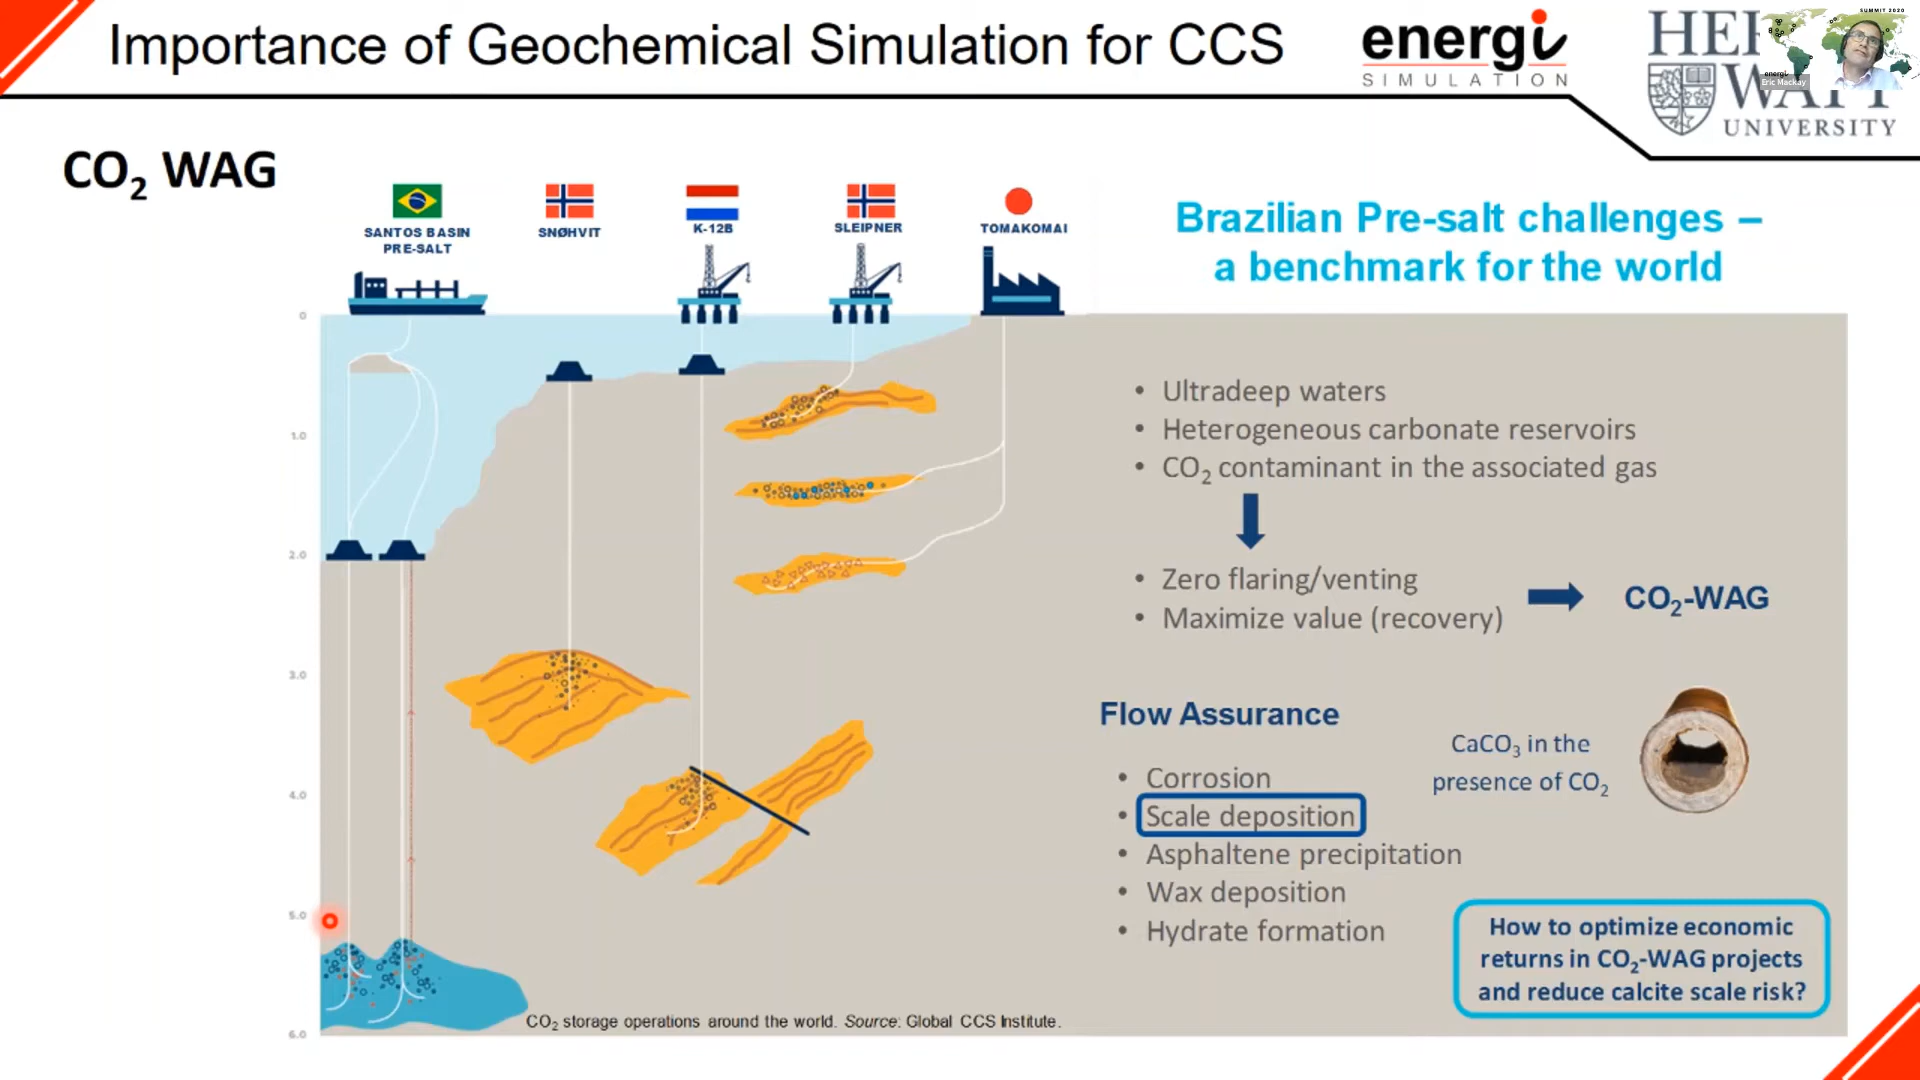 Importance of Geochemical Simulation for CCS
energi
SIMULATION
SUMMIT 2020
energi
Eric Mackay
UNIVERSITY
CO2 WAG
SANTOS BASIN
PRE-SALT
SNØHVIT
K-12B
SLEIPNER
TOMAKOMAI
Brazilian Pre-salt challenges –
a benchmark for the world
0
1.0
2.0
3.0
4.0
5.0
6.0
• Ultradeep waters
• Heterogeneous carbonate reservoirs
• CO2 contaminant in the associated gas
• Zero flaring/venting
• Maximize value (recovery)
CO2-WAG
Flow Assurance
• Corrosion
• Scale deposition
• Asphaltene precipitation
• Wax deposition
• Hydrate formation
CaCO3 in the
presence of CO2
How to optimize economic
returns in CO2-WAG projects
and reduce calcite scale risk?
CO2 storage operations around the world. Source: Global CCS Institute.